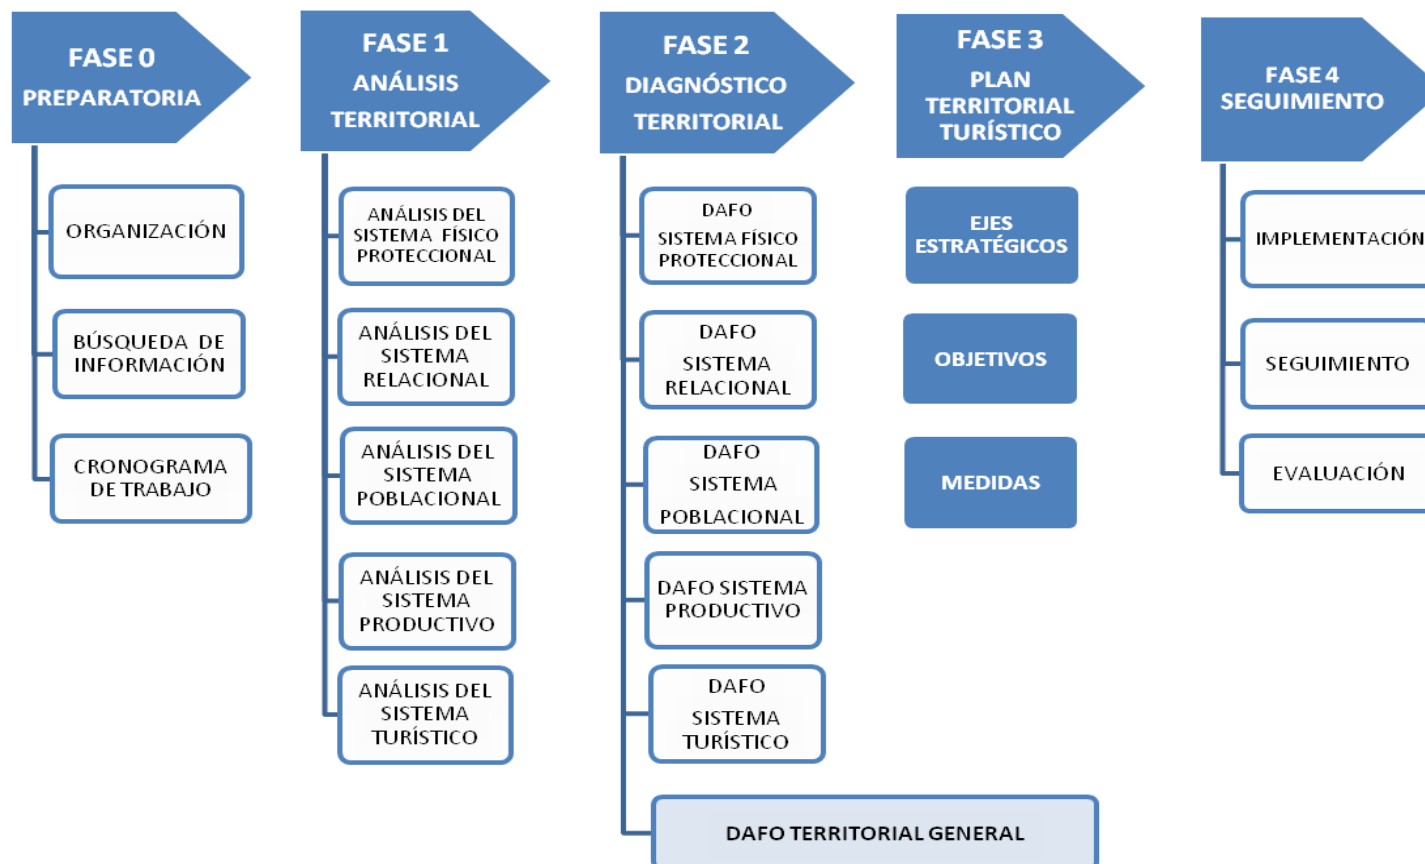 FASE 0
PREPARATORIA
ORGANIZACIÓN
BÚSQUEDA DE
INFORMACIÓN
CRONOGRAMA
DE TRABAJO
FASE 1
ANÁLISIS
TERRITORIAL
ANÁLISIS DEL
SISTEMA FÍSICO
PROTECCIONAL
ANÁLISIS DEL
SISTEMA
RELACIONAL
ANÁLISIS DEL
SISTEMA
POBLACIONAL
ANÁLISIS DEL
SISTEMA
PRODUCTIVO
ANÁLISIS DEL
SISTEMA
TURÍSTICO
FASE 2
DIAGNÓSTICO
TERRITORIAL
DAFO
SISTEMA FÍSICO
PROTECCIONAL
DAFO
SISTEMA
RELACIONAL
DAFO
SISTEMA
POBLACIONAL
DAFO SISTEMA
PRODUCTIVO
DAFO
SISTEMA
TURÍSTICO
DAFO TERRITORIAL GENERAL
FASE 3
PLAN
TERRITORIAL
TURÍSTICO
EJES
ESTRATÉGICOS
OBJETIVOS
MEDIDAS
FASE 4
SEGUIMIENTO
IMPLEMENTACIÓN
SEGUIMIENTO
EVALUACIÓN